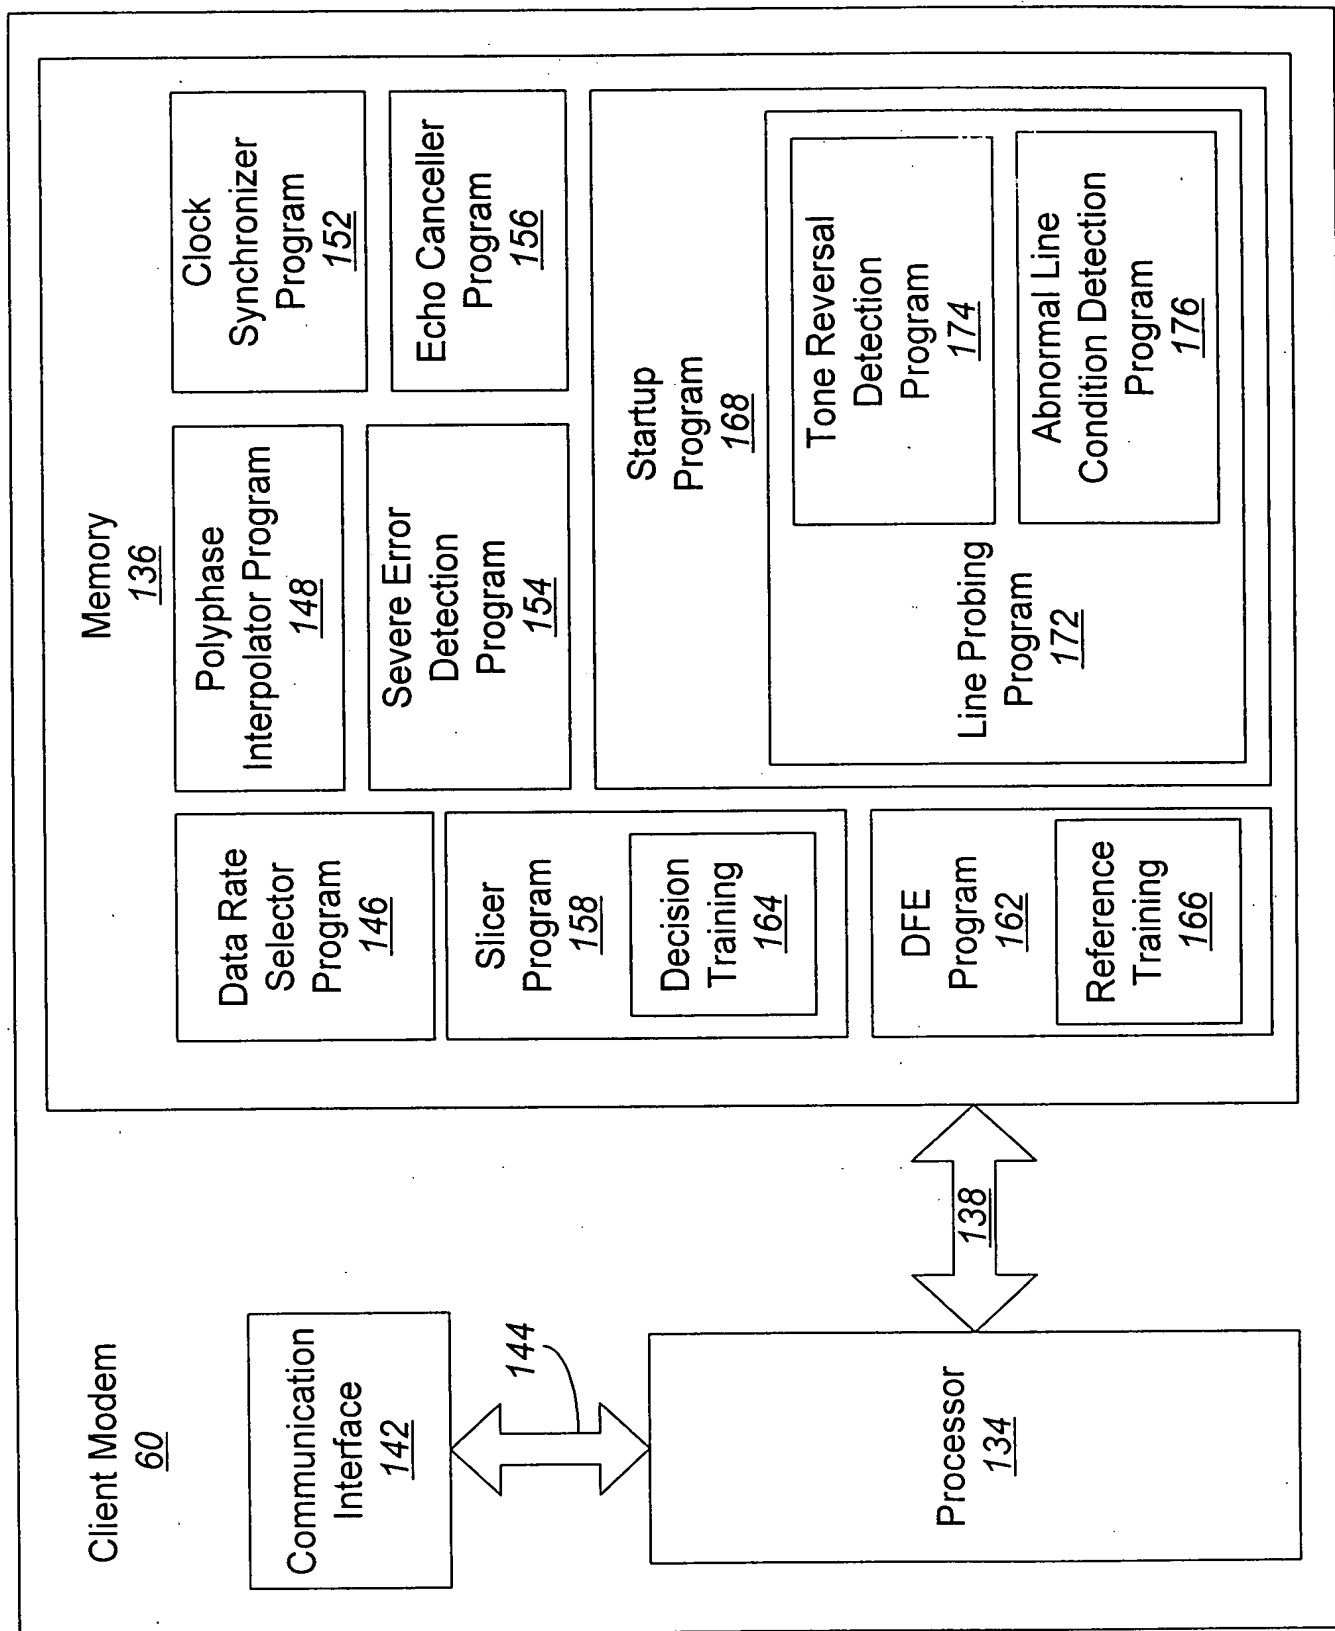 Client Modem
60
Communication
Interface
142
144
Processor
134
138
Memory
136
Data Rate
Selector
Program
146
Polyphase
Interpolator Program
148
Clock
Synchronizer
Program
152
Slicer
Program
158
Decision
Training
164
Severe Error
Detection
Program
154
Echo Canceller
Program
156
DFE
Program
162
Reference
Training
166
Startup
Program
168
Line Probing
Program
172
Tone Reversal
Detection
Program
174
Abnormal Line
Condition Detection
Program
176